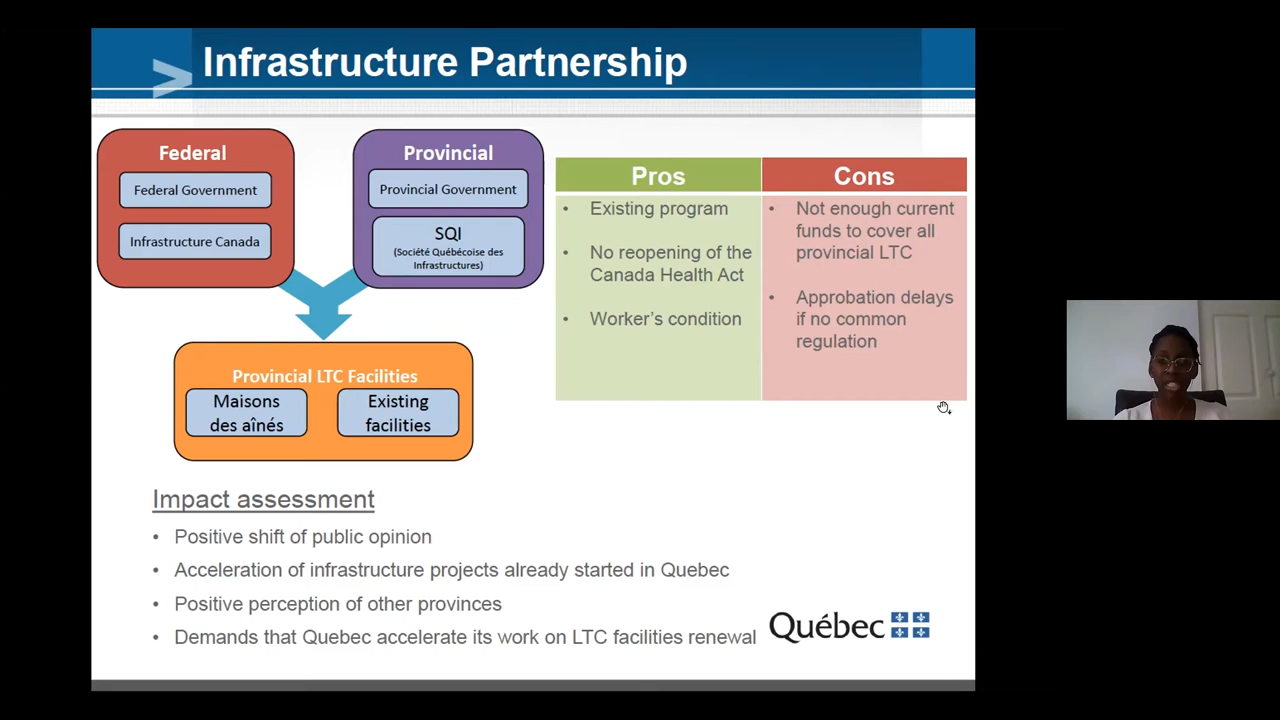 Infrastructure Partnership
Federal
Federal Government
Infrastructure Canada
Provincial
Provincial Government
SQI
(Société Québécoise des
Infrastructures)
Provincial LTC Facilities
Maisons
des aînés
Existing
facilities
Pros
• Existing program
• No reopening of the
Canada Health Act
• Worker’s condition
Cons
• Not enough current
funds to cover all
provincial LTC
• Approbation delays
if no common
regulation
Impact assessment
• Positive shift of public opinion
• Acceleration of infrastructure projects already started in Quebec
• Positive perception of other provinces
• Demands that Quebec accelerate its work on LTC facilities renewal
Québec